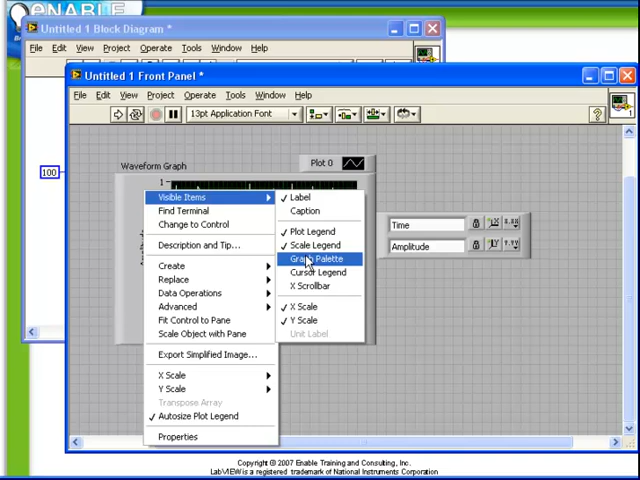 ENABLE
Untitled 1 Block Diagram *
File Edit View Project Operate Tools Window Help
Untitled 1 Front Panel *
File Edit View Project Operate Tools Window Help
13pt Application Font
?
1
100
Waveform Graph
Plot 0
1
Visible Items
Find Terminal
Change to Control
Description and Tip...
Create
Replace
Data Operations
Advanced
Fit Control to Pane
Scale Object with Pane
Export Simplified Image...
X Scale
Y Scale
Transpose Array
Autosize Plot Legend
Properties
Label
Caption
Plot Legend
Scale Legend
Graph Palette
Cursor Legend
X Scrollbar
X Scale
Y Scale
Unit Label
Time
Amplitude
Copyright © 2007 Enable Training and Consulting, Inc.
LabVIEW is a registered trademark of National Instruments Corporation